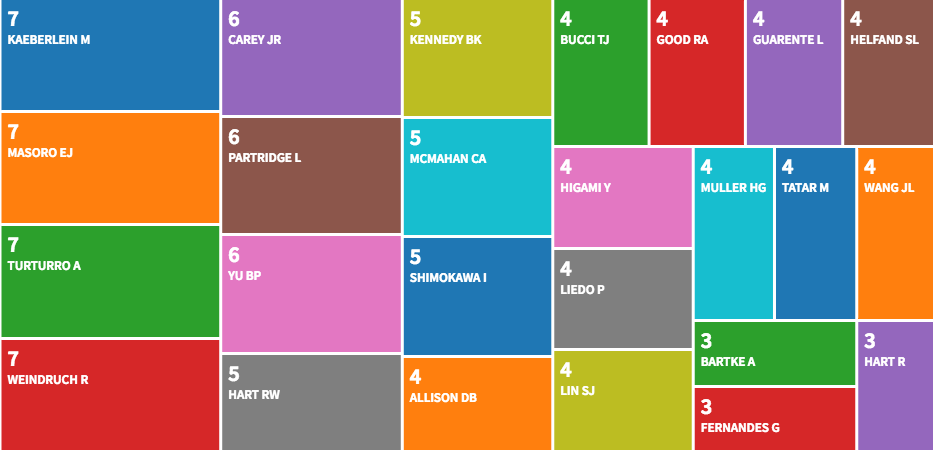 7
KAEBERLEIN M
7
MASORO EJ
7
TURTURRO A
7
WEINDRUCH R
6
CAREY JR
6
PARTRIDGE L
6
YU BP
5
HART RW
5
KENNEDY BK
5
MCMAHAN CA
5
SHIMOKAWA I
4
ALLISON DB
4
BUCCI TJ
4
GOOD RA
4
GUARENTE L
4
HELFAND SL
4
HIGAMI Y
4
LIEDO P
4
LIN SJ
4
MULLER HG
4
TATAR M
4
WANG JL
3
BARTKE A
3
FERNANDES G
3
HART R